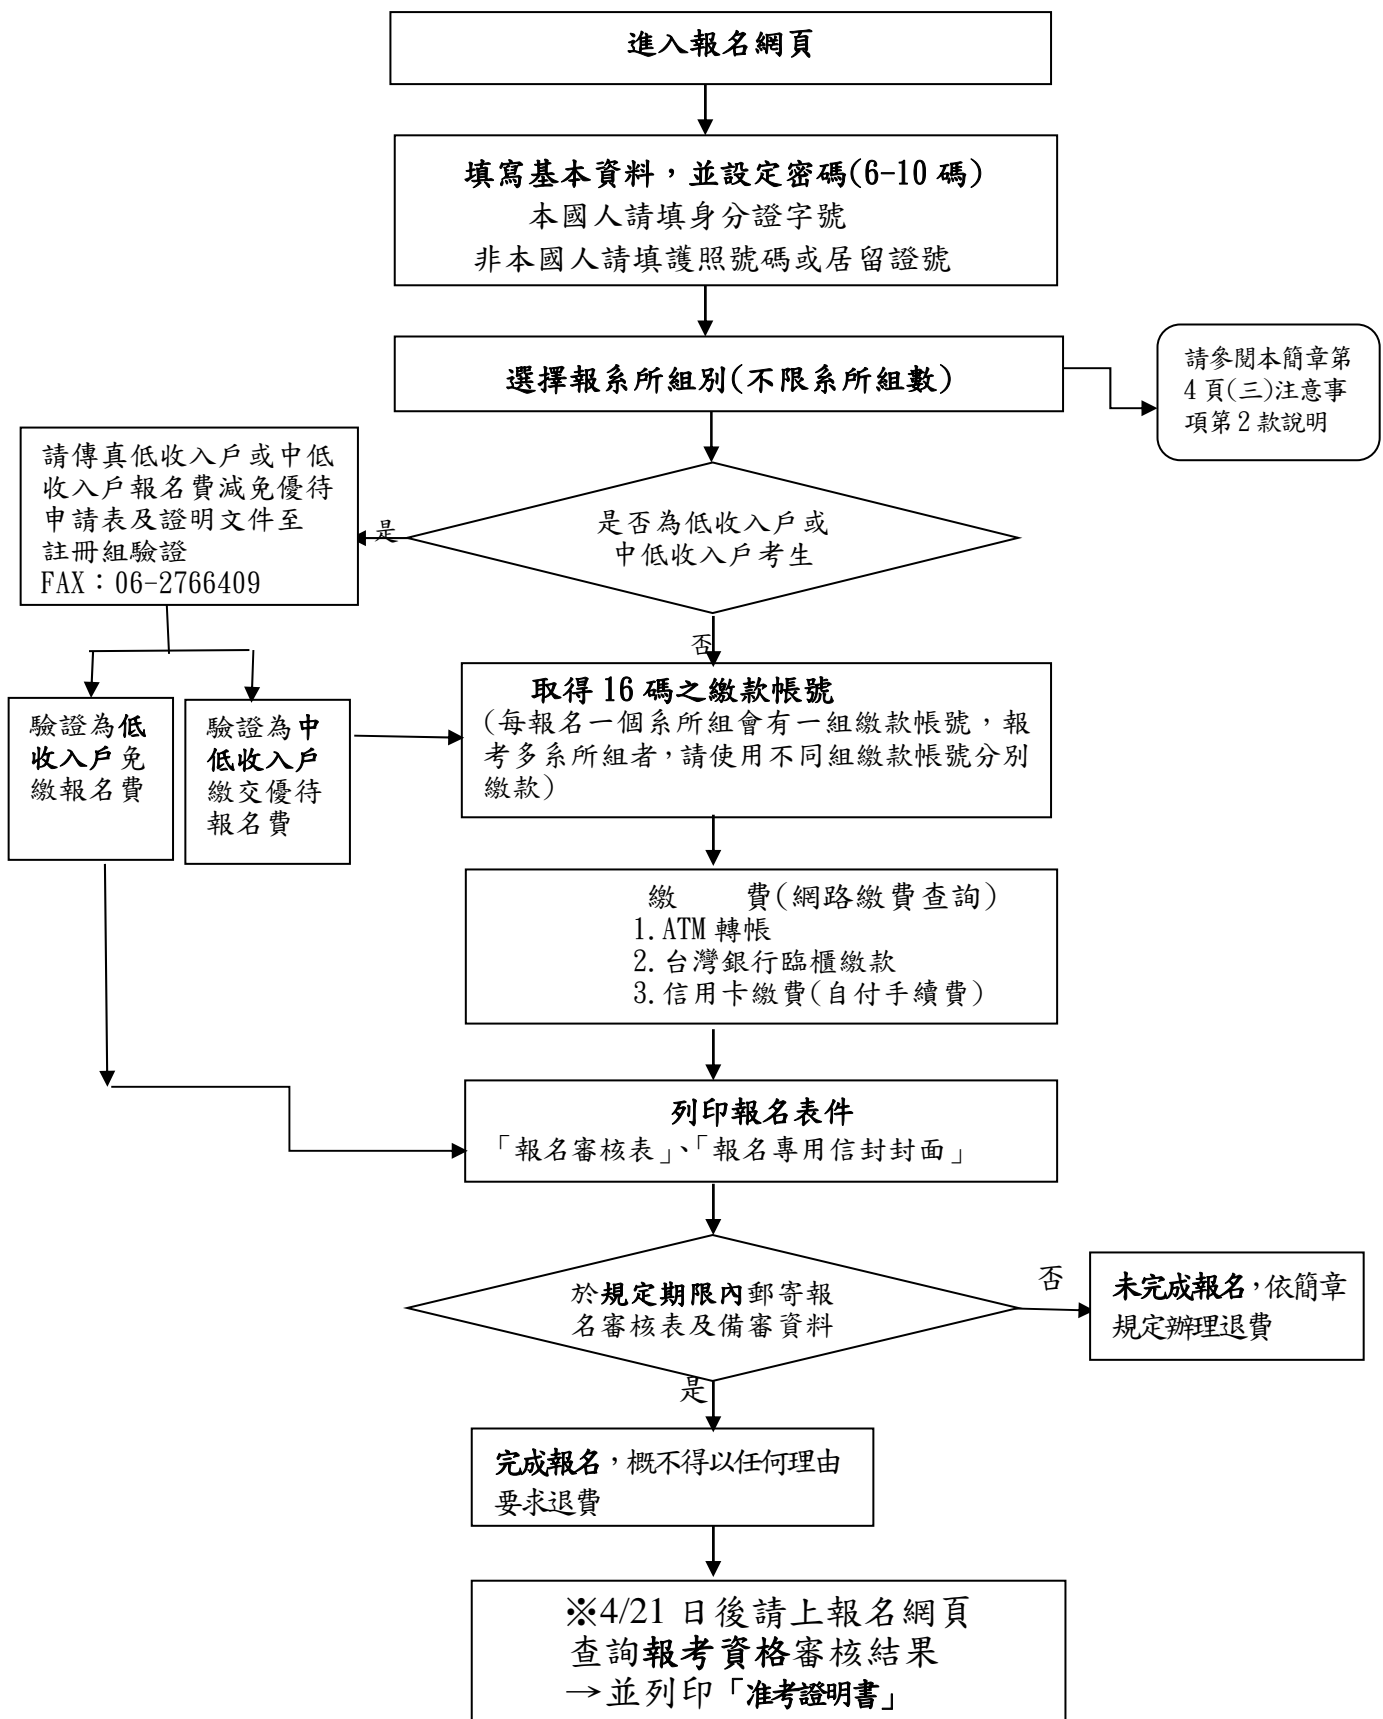 進入報名網頁
填寫基本資料，並設定密碼(6-10 碼)
本國人請填身分證字號
非本國人請填護照號碼或居留證號
選擇報系所組別(不限系所組數)
請參閱本簡章第
4 頁(三)注意事
項第 2 款說明
請傳真低收入戶或中低
收入戶報名費減免優待
申請表及證明文件至
註冊組驗證
FAX：06-2766409
是
是否為低收入戶或
中低收入戶考生
否
驗證為低
收入戶免
繳報名費
驗證為中
低收入戶
繳交優待
報名費
取得 16 碼之繳款帳號
(每報名一個系所組會有一組繳款帳號，報
考多系所組者，請使用不同組繳款帳號分別
繳款)
繳　　費(網路繳費查詢)
1. ATM 轉帳
2. 台灣銀行臨櫃繳款
3. 信用卡繳費(自付手續費)
列印報名表件
「報名審核表」、「報名專用信封封面」
於規定期限內郵寄報
名審核表及備審資料
否
未完成報名，依簡章
規定辦理退費
是
完成報名，概不得以任何理由
要求退費
※4/21 日後請上報名網頁
查詢報考資格審核結果
→並列印「准考證明書」